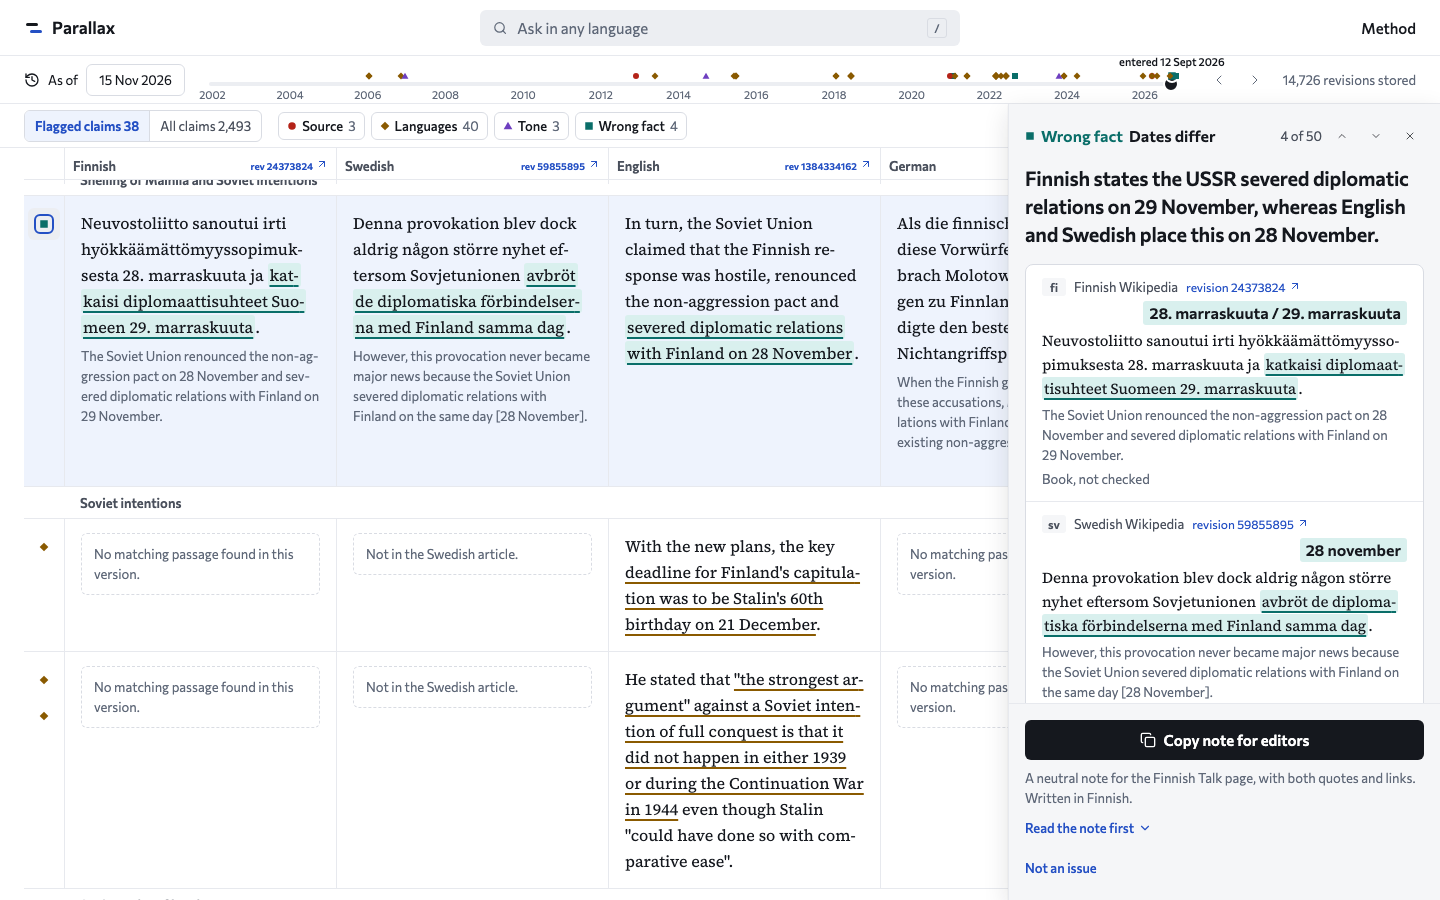 Parallax
Ask in any language
/
Method
As of
15 Nov 2026
entered 12 Sept 2026
2002 2004 2006 2008 2010 2012 2014 2016 2018 2020 2022 2024 2026
14,726 revisions stored
Flagged claims 38
All claims 2,493
Source 3
Languages 40
Tone 3
Wrong fact 4
Finnish
rev 24373824
Swedish
rev 59855895
English
rev 1384334162
German
Shelling of Mainila and Soviet intentions
Neuvostoliitto sanoutui irti
hyökkäämättömyyssopimuk-
sesta 28. marraskuuta ja kat-
kaisi diplomaattisuhteet Suo-
meen 29. marraskuuta.
The Soviet Union renounced the non-ag-
gression pact on 28 November and sev-
ered diplomatic relations with Finland on
29 November.
Denna provokation blev dock
aldrig någon större nyhet ef-
tersom Sovjetunionen avbröt
de diplomatiska förbindelser-
na med Finland samma dag.
However, this provocation never became
major news because the Soviet Union
severed diplomatic relations with
Finland on the same day [28 November].
In turn, the Soviet Union
claimed that the Finnish re-
sponse was hostile, renounced
the non-aggression pact and
severed diplomatic relations
with Finland on 28 November.
Als die finnisch
diese Vorwürfe
brach Molotow
gen zu Finnlan
digte den beste
Nichtangriffsp
When the Finnish g
these accusations,
lations with Finland
existing non-aggres
Soviet intentions
No matching passage found in this
version.
Not in the Swedish article.
With the new plans, the key
deadline for Finland's capitula-
tion was to be Stalin's 60th
birthday on 21 December.
No matching pas
version.
No matching passage found in this
version.
Not in the Swedish article.
He stated that "the strongest ar-
gument" against a Soviet inten-
tion of full conquest is that it
did not happen in either 1939
or during the Continuation War
in 1944 even though Stalin
"could have done so with com-
parative ease".
No matching pas
version.
Wrong fact Dates differ
4 of 50
Finnish states the USSR severed diplomatic
relations on 29 November, whereas English
and Swedish place this on 28 November.
fi Finnish Wikipedia revision 24373824
28. marraskuuta / 29. marraskuuta
Neuvostoliitto sanoutui irti hyökkäämättömyysso-
pimuksesta 28. marraskuuta ja katkaisi diplomaat-
tisuhteet Suomeen 29. marraskuuta.
The Soviet Union renounced the non-aggression pact on 28
November and severed diplomatic relations with Finland on
29 November.
Book, not checked
sv Swedish Wikipedia revision 59855895
28 november
Denna provokation blev dock aldrig någon större
nyhet eftersom Sovjetunionen avbröt de diploma-
tiska förbindelserna med Finland samma dag.
However, this provocation never became major news because
the Soviet Union severed diplomatic relations with Finland on
the same day [28 November].
Copy note for editors
A neutral note for the Finnish Talk page, with both quotes and links.
Written in Finnish.
Read the note first
Not an issue